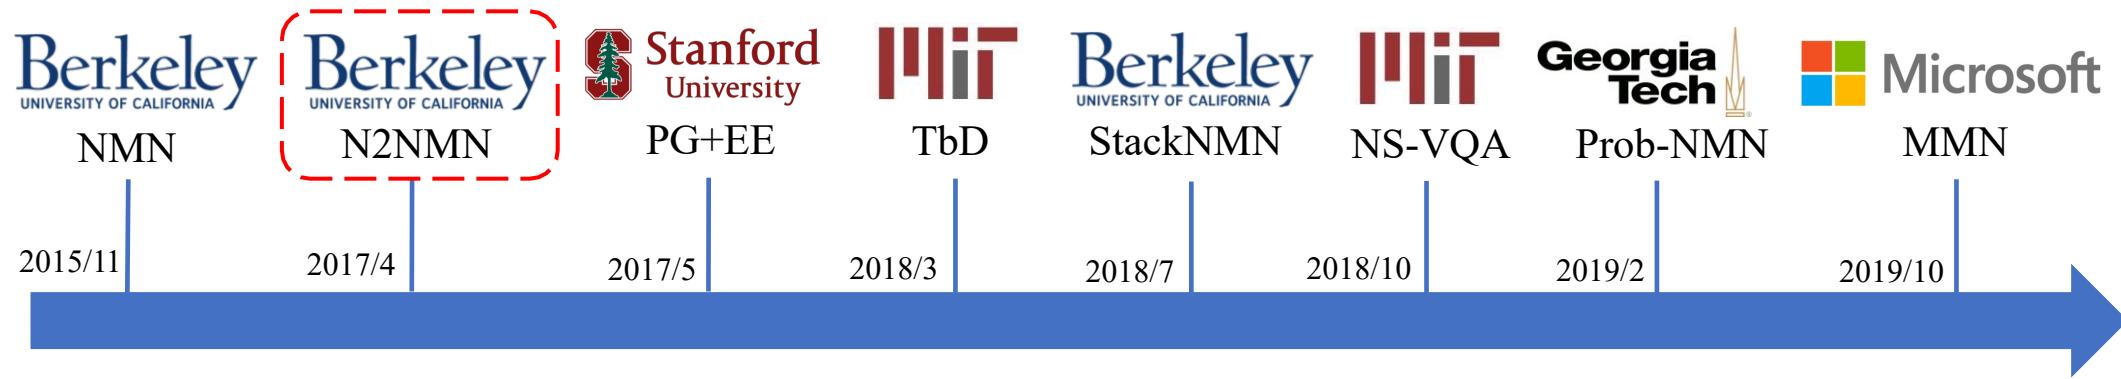 Berkeley
UNIVERSITY OF CALIFORNIA
NMN
Berkeley
UNIVERSITY OF CALIFORNIA
N2NMN
Stanford
University
PG+EE
MiT
TbD
Berkeley
UNIVERSITY OF CALIFORNIA
StackNMN
MiT
NS-VQA
Georgia
Tech
Prob-NMN
Microsoft
MMN
2015/11
2017/4
2017/5
2018/3
2018/7
2018/10
2019/2
2019/10